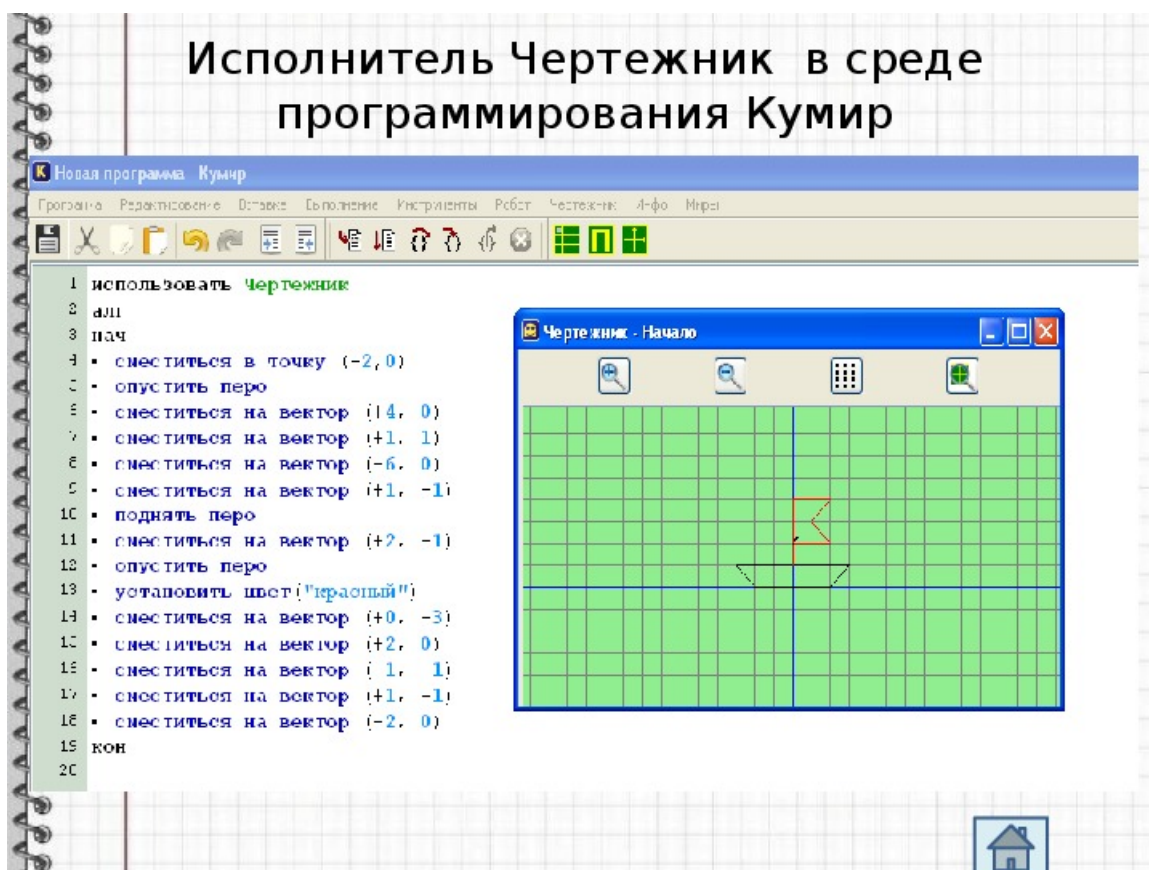 Исполнитель Чертежник в среде
программирования Кумир
Новая программа Кумир
Программа Редактирование Вставка Выполнение Инструменты Робот Чертежник Инфо Миры
1 использовать Чертежник
2 алг
3 нач
4 • сместиться в точку (-2,0)
5 • опустить перо
6 • сместиться на вектор (+4, 0)
7 • сместиться на вектор (+1, 1)
8 • сместиться на вектор (-6, 0)
9 • сместиться на вектор (+1, -1)
10 • поднять перо
11 • сместиться на вектор (+2, -1)
12 • опустить перо
13 • установить цвет("красный")
14 • сместиться на вектор (+0, -3)
15 • сместиться на вектор (+2, 0)
16 • сместиться на вектор ( 1, 1)
17 • сместиться на вектор (+1, -1)
18 • сместиться на вектор (-2, 0)
19 кон
20
Чертежник - Начало